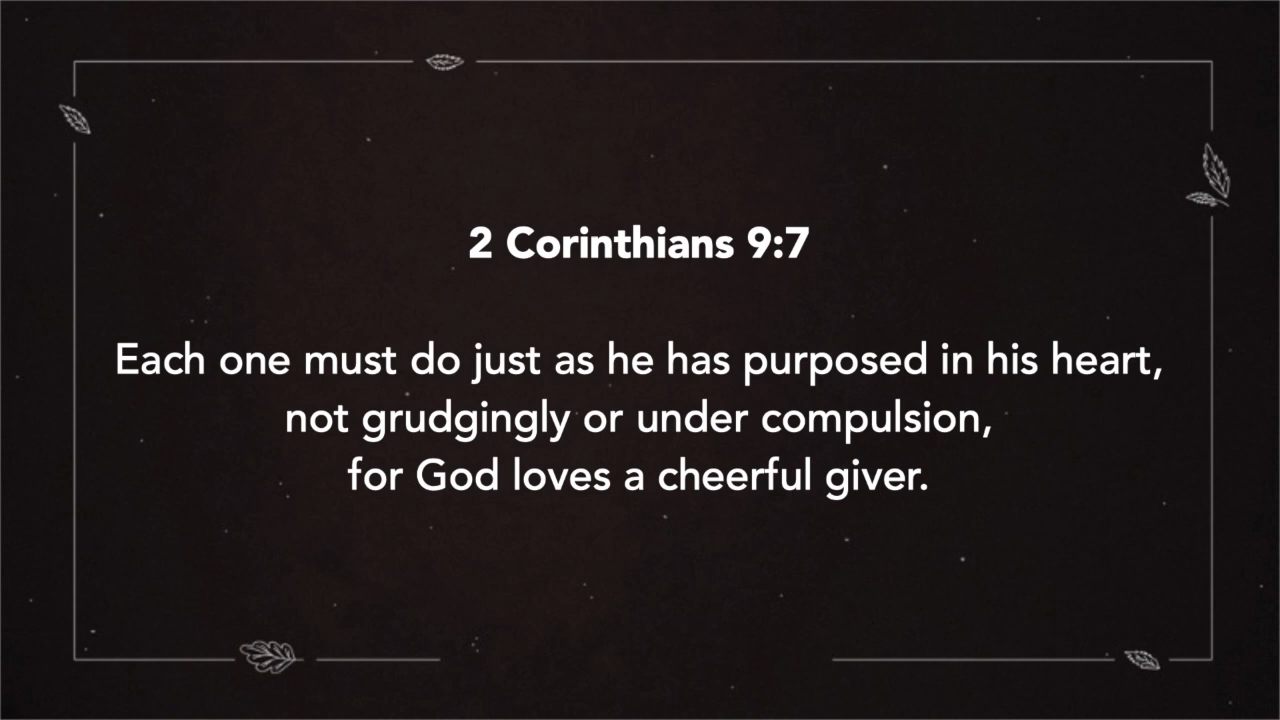 2 Corinthians 9:7
Each one must do just as he has purposed in his heart,
not grudgingly or under compulsion,
for God loves a cheerful giver.